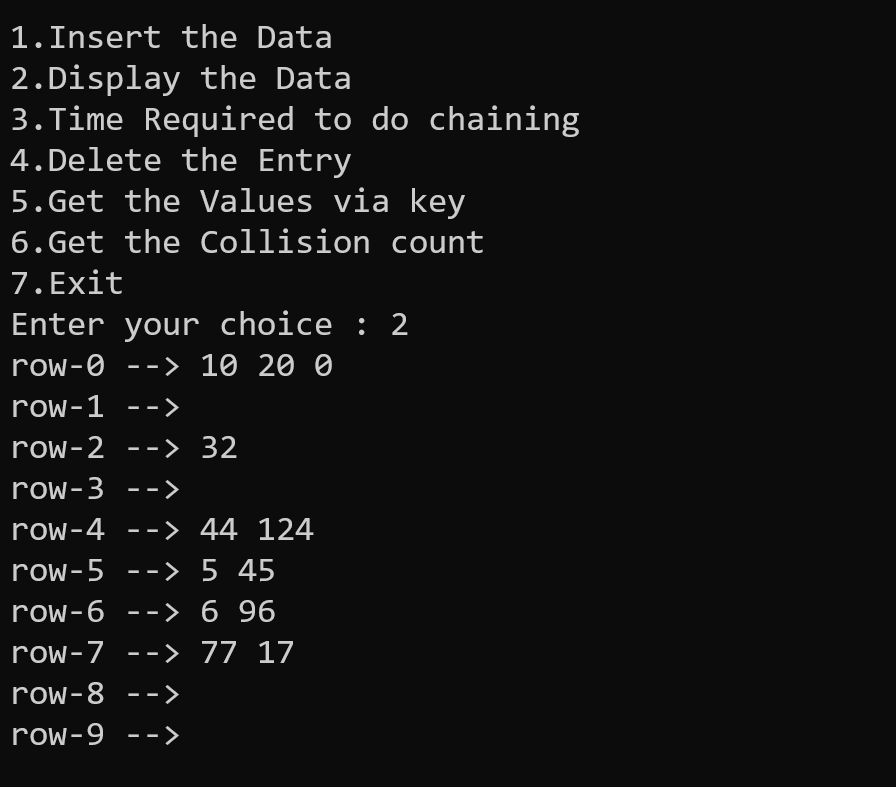 1.Insert the Data
2.Display the Data
3.Time Required to do chaining
4.Delete the Entry
5.Get the Values via key
6.Get the Collision count
7.Exit
Enter your choice : 2
row-0 --> 10 20 0
row-1 -->
row-2 --> 32
row-3 -->
row-4 --> 44 124
row-5 --> 5 45
row-6 --> 6 96
row-7 --> 77 17
row-8 -->
row-9 -->